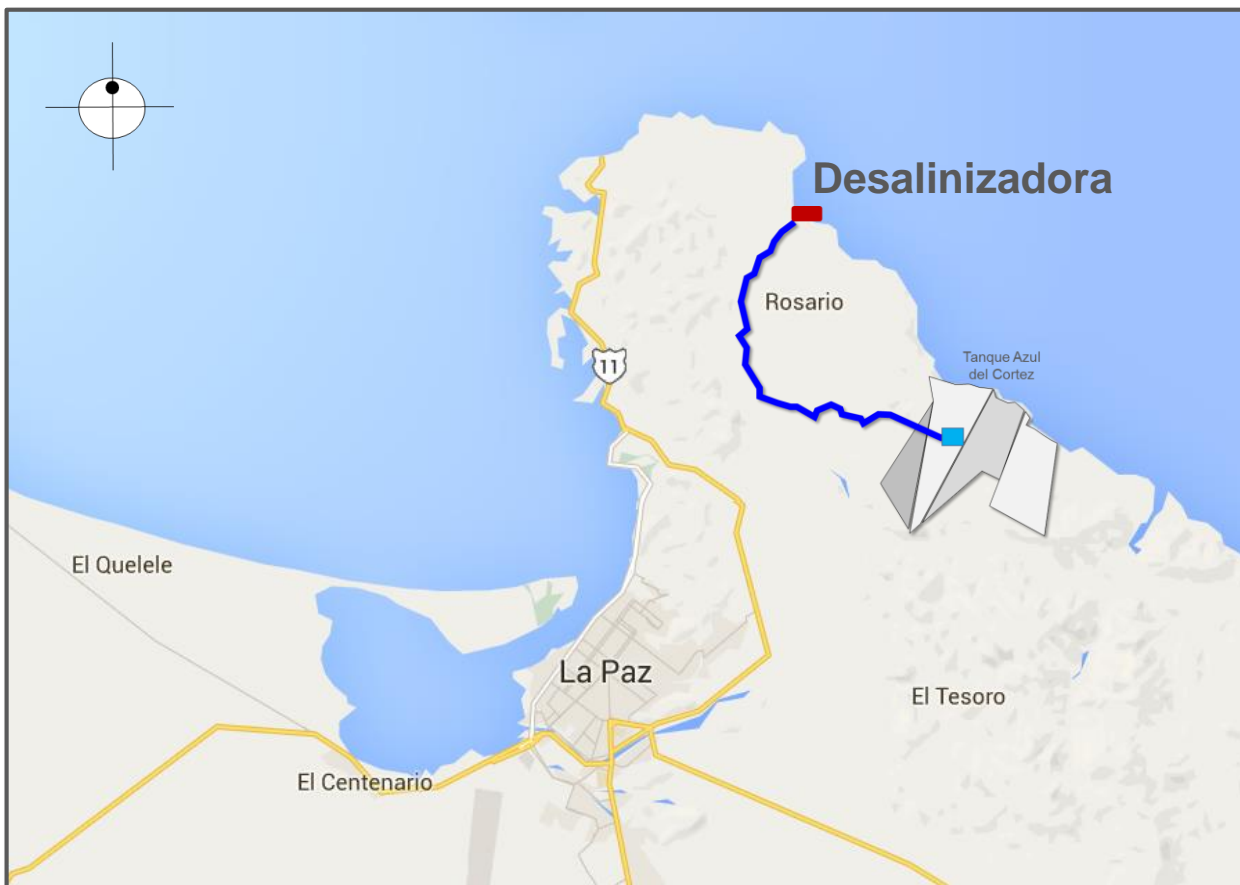 Desalinizadora
Rosario
Tanque Azul
del Cortez
11
El Quelele
La Paz
El Tesoro
El Centenario